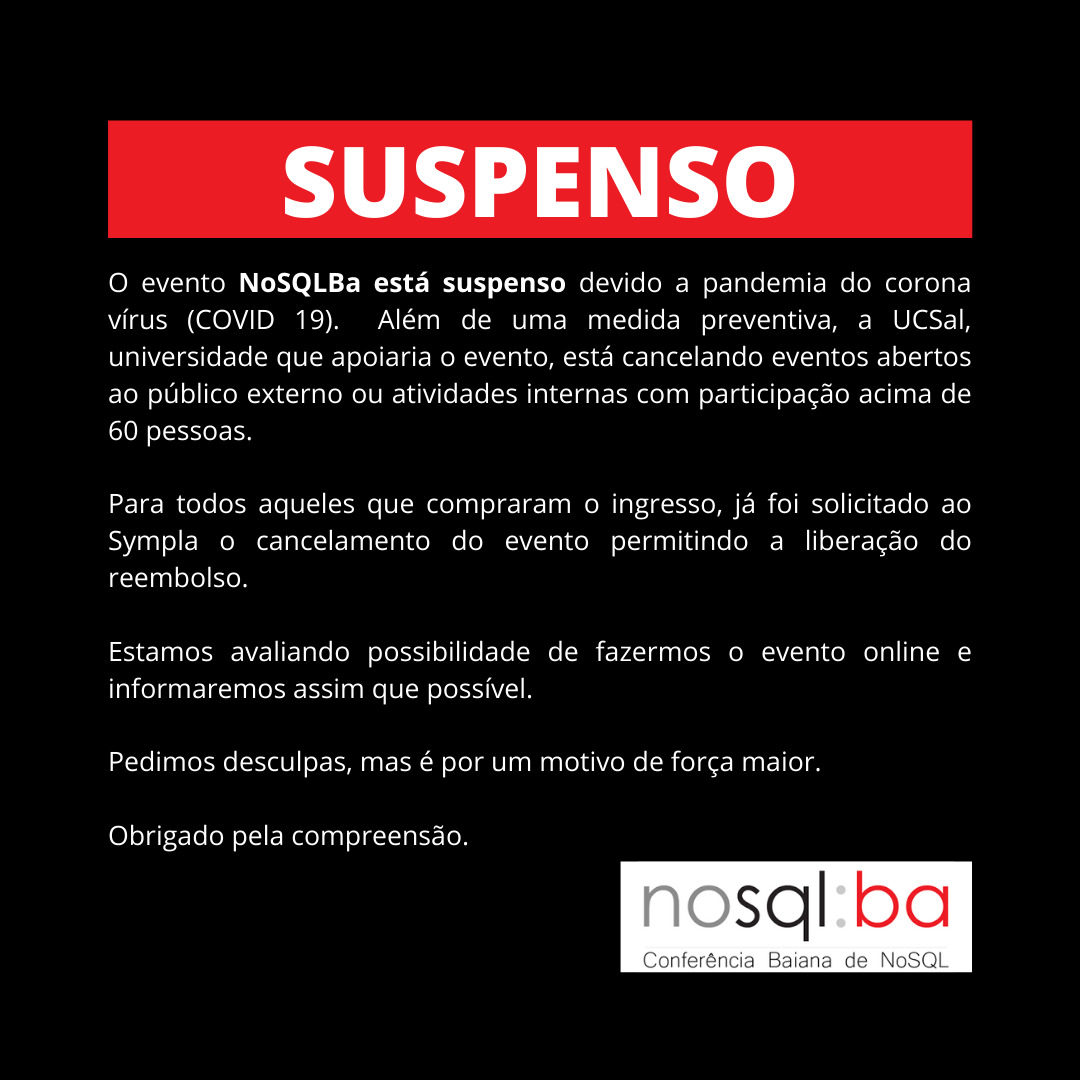 SUSPENSO
O evento NoSQLBa está suspenso devido a pandemia do corona
vírus (COVID 19). Além de uma medida preventiva, a UCSal,
universidade que apoiaria o evento, está cancelando eventos abertos
ao público externo ou atividades internas com participação acima de
60 pessoas.
Para todos aqueles que compraram o ingresso, já foi solicitado ao
Sympla o cancelamento do evento permitindo a liberação do
reembolso.
Estamos avaliando possibilidade de fazermos o evento online e
informaremos assim que possível.
Pedimos desculpas, mas é por um motivo de força maior.
Obrigado pela compreensão.
nosql:ba
Conferência Baiana de NoSQL